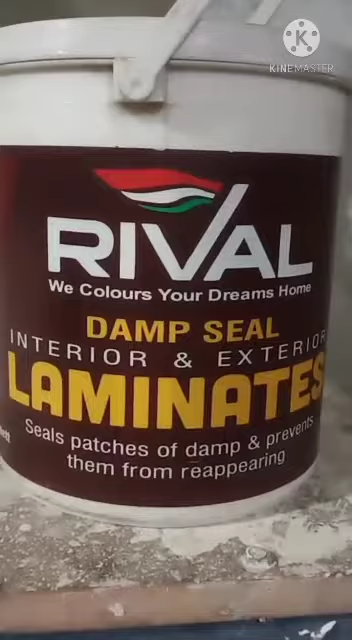 K
KINEMASTER
RIVAL
We Colours Your Dreams Home
DAMP SEAL
INTERIOR & EXTERIOR
LAMINATES
Seals patches of damp & prevents
them from reappearing